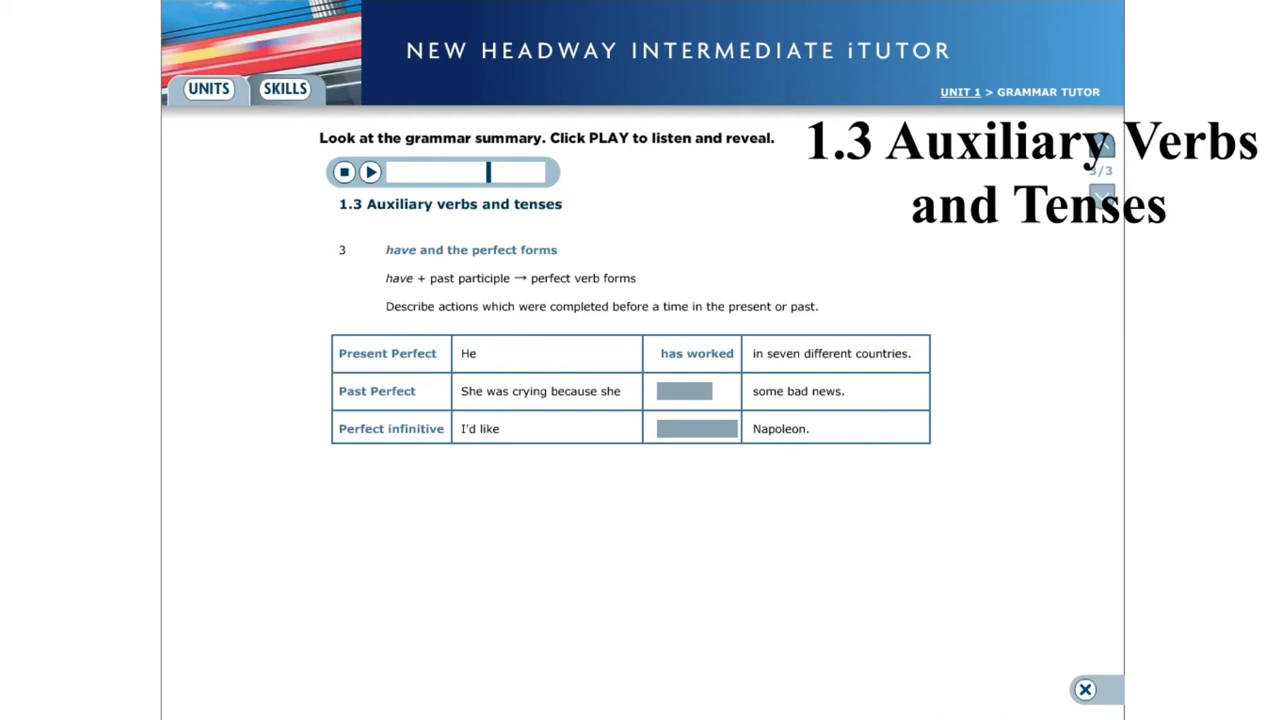 NEW HEADWAY INTERMEDIATE iTUTOR
UNITS SKILLS
UNIT 1 > GRAMMAR TUTOR
Look at the grammar summary. Click PLAY to listen and reveal.
1.3 Auxiliary Verbs
and Tenses
3/3
1.3 Auxiliary verbs and tenses
3 have and the perfect forms
have + past participle → perfect verb forms
Describe actions which were completed before a time in the present or past.
Present Perfect He has worked in seven different countries.
Past Perfect She was crying because she some bad news.
Perfect infinitive I'd like Napoleon.